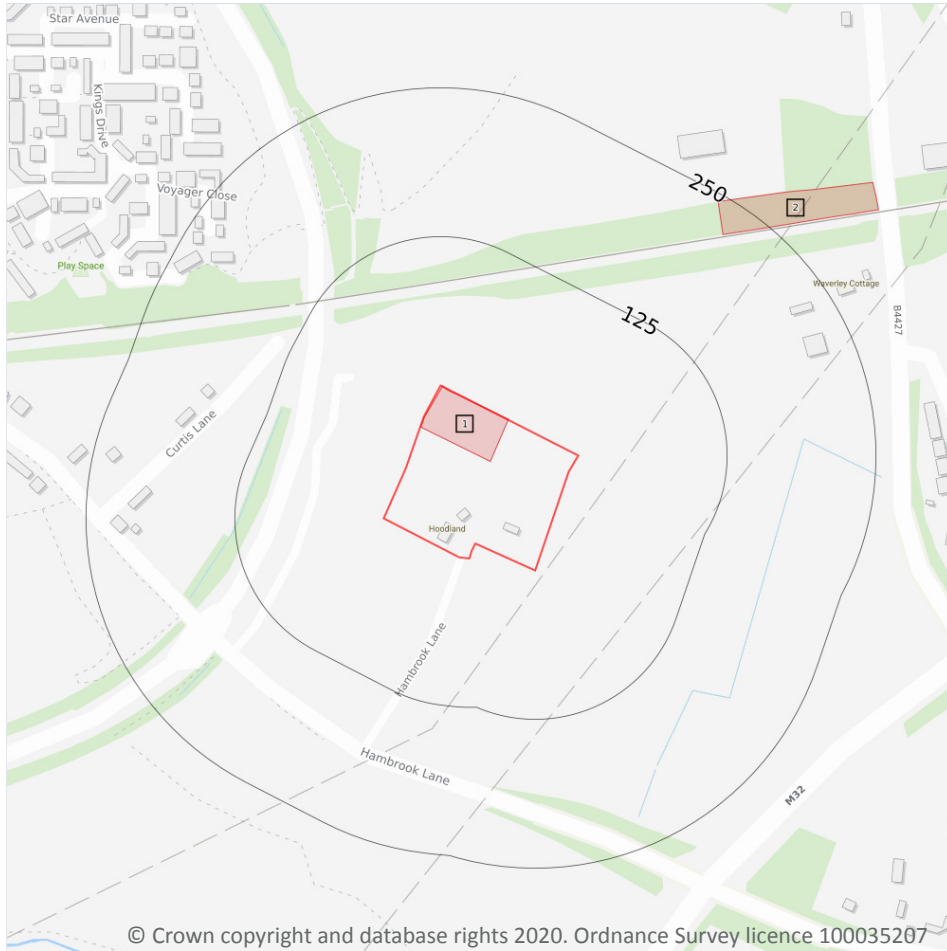 Star Avenue
Kings Drive
Voyager Close
Play Space
250
2
Waverley Cottage
B4427
125
1
Curtis Lane
Hoodland
Hambrook Lane
Hambrook Lane
M32
© Crown copyright and database rights 2020. Ordnance Survey licence 100035207